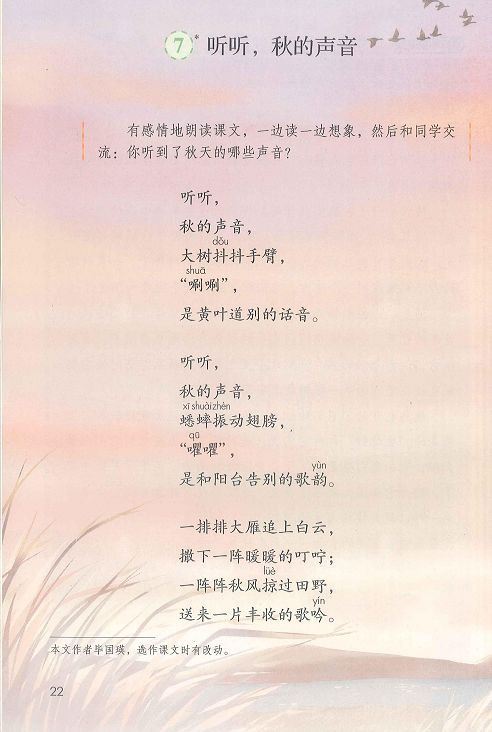 7* 听听，秋的声音
有感情地朗读课文，一边读一边想象，然后和同学交
流：你听到了秋天的哪些声音？
听听，
秋的声音，
dǒu
大树抖抖手臂，
shuā
“唰唰”，
是黄叶道别的话音。
听听，
秋的声音，
xī shuài zhèn
蟋蟀振动翅膀，
qū
“㘗㘗”，
yùn
是和阳台告别的歌韵。
一排排大雁追上白云，
撒下一阵暖暖的叮咛；
lüè
一阵阵秋风掠过田野，
yín
送来一片丰收的歌吟。
本文作者毕国瑛，选作课文时有改动。
22